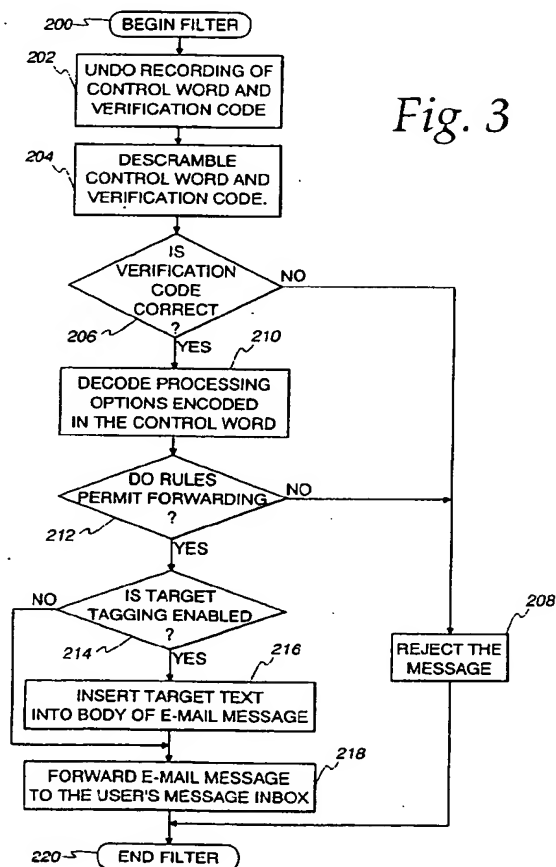 200
BEGIN FILTER
202
UNDO RECORDING OF
CONTROL WORD AND
VERIFICATION CODE
Fig. 3
204
DESCRAMBLE
CONTROL WORD AND
VERIFICATION CODE.
IS
VERIFICATION
CODE
CORRECT
?
NO
206
YES
210
DECODE PROCESSING
OPTIONS ENCODED
IN THE CONTROL WORD
DO RULES
PERMIT FORWARDING
?
NO
212
YES
IS TARGET
TAGGING ENABLED
?
NO
214
YES
208
REJECT THE
MESSAGE
216
INSERT TARGET TEXT
INTO BODY OF E-MAIL MESSAGE
218
FORWARD E-MAIL MESSAGE
TO THE USER'S MESSAGE INBOX
220
END FILTER